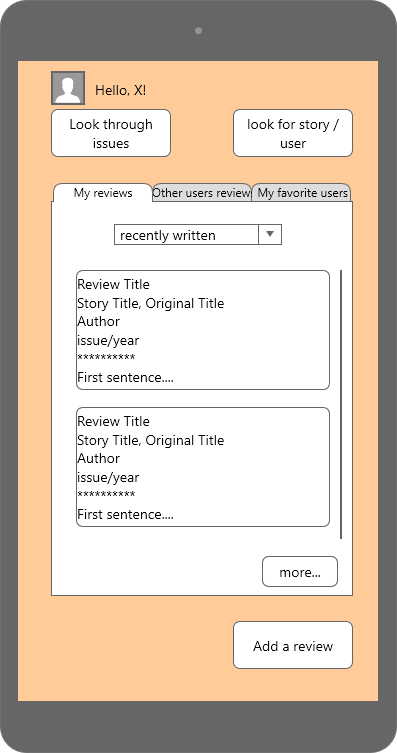 Hello, X!
Look through
issues
look for story /
user
My reviews
Other users review
My favorite users
recently written
Review Title
Story Title, Original Title
Author
issue/year
**********
First sentence....
Review Title
Story Title, Original Title
Author
issue/year
**********
First sentence....
more...
Add a review